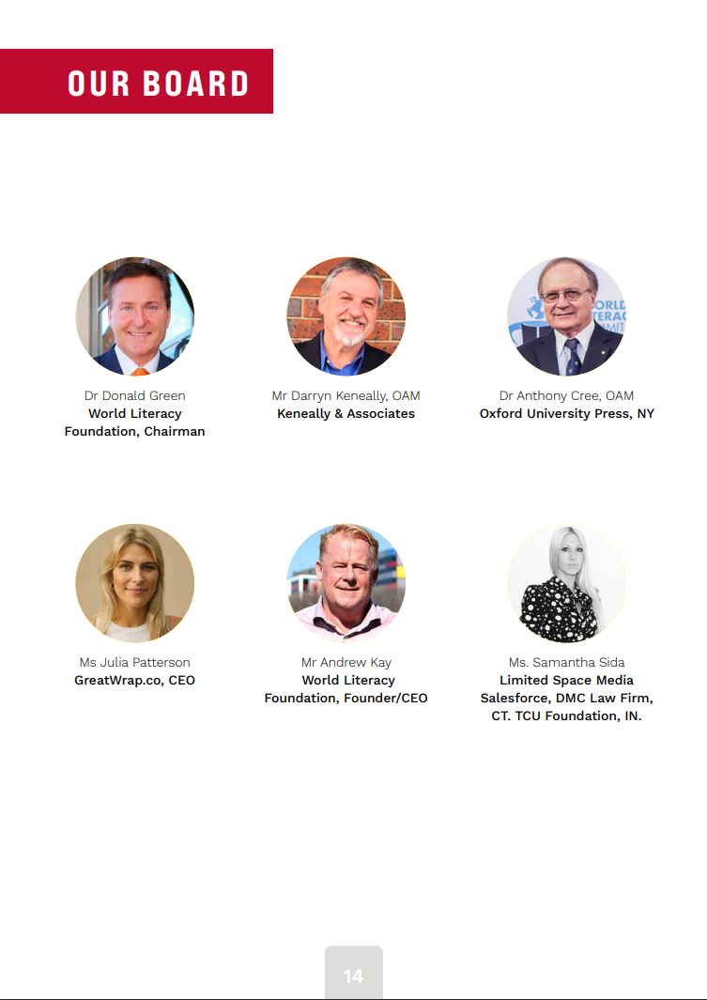 OUR BOARD
Dr Donald Green
World Literacy
Foundation, Chairman
Mr Darryn Keneally, OAM
Keneally & Associates
Dr Anthony Cree, OAM
Oxford University Press, NY
Ms Julia Patterson
GreatWrap.co, CEO
Mr Andrew Kay
World Literacy
Foundation, Founder/CEO
Ms. Samantha Sida
Limited Space Media
Salesforce, DMC Law Firm,
CT. TCU Foundation, IN.
14